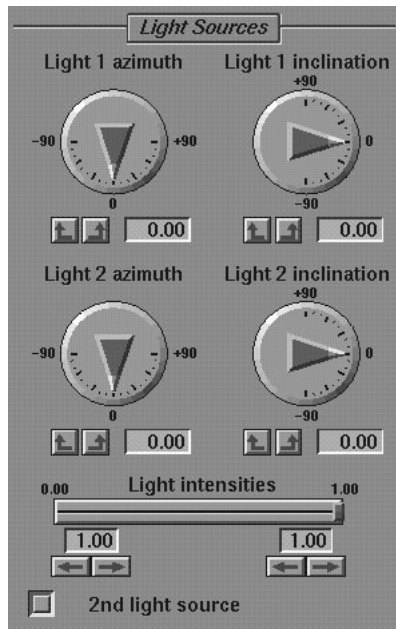 Light Sources
Light 1 azimuth Light 1 inclination
+90
-90 +90 0
0 -90
0.00 0.00
Light 2 azimuth Light 2 inclination
+90
-90 +90 0
0 -90
0.00 0.00
0.00 Light intensities 1.00
1.00 1.00
2nd light source